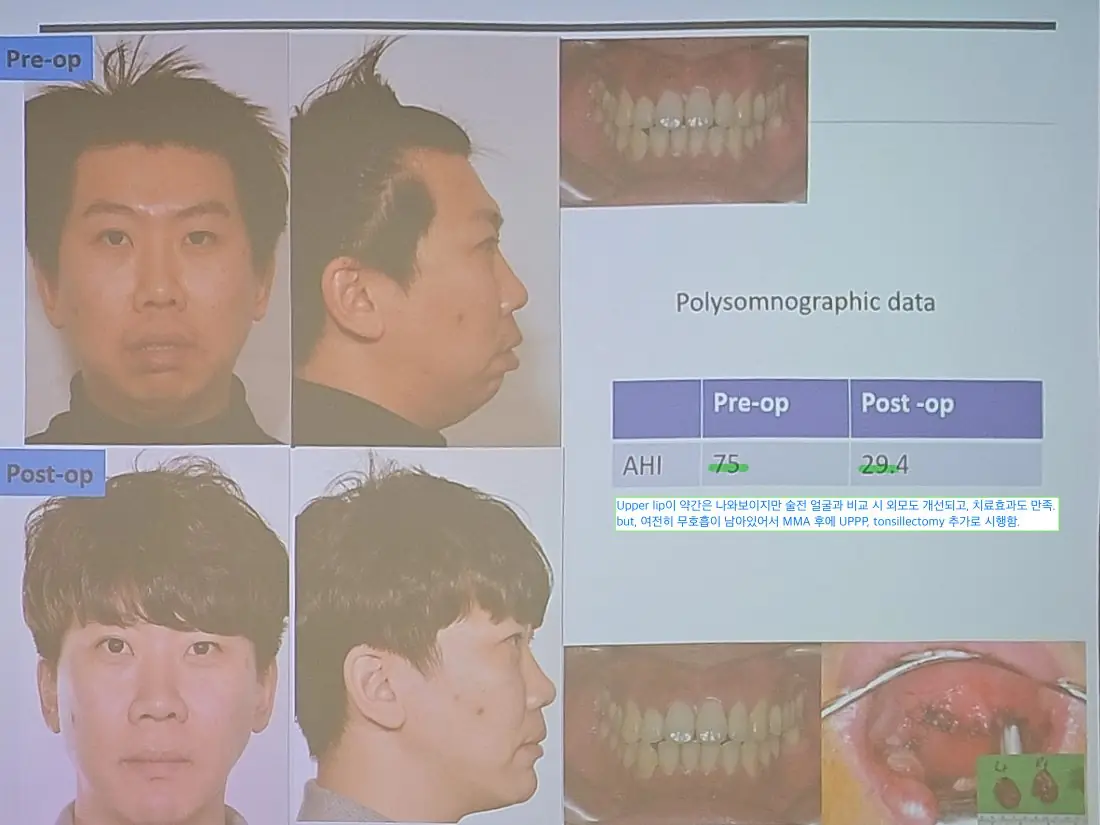 Pre-op
Polysomnographic data
Pre-op Post -op
AHI 75 29.4
Upper lip이 약간은 나와보이지만 술전 얼굴과 비교 시 외모도 개선되고, 치료효과도 만족.
but, 여전히 무호흡이 남아있어서 MMA 후에 UPPP, tonsillectomy 추가로 시행함.
Post-op